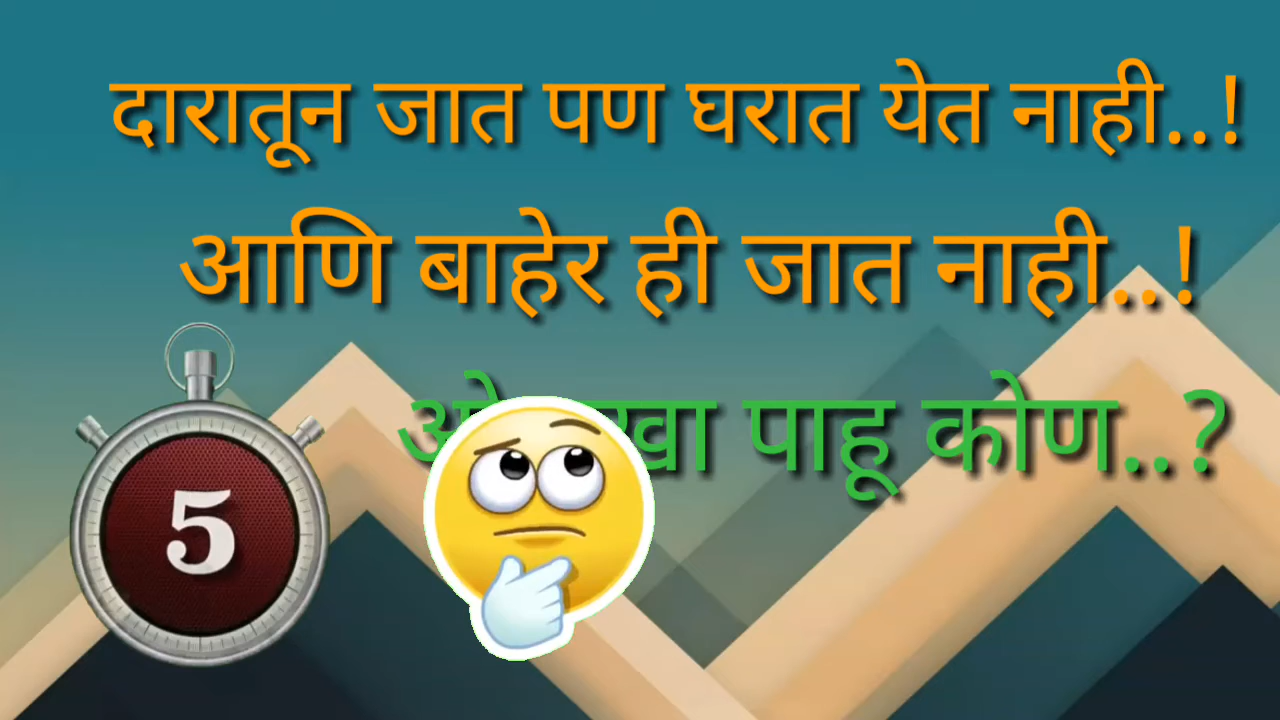 दारातून जात पण घरात येत नाही..!
आणि बाहेर ही जात नाही..!
पाहू कोण..?
5